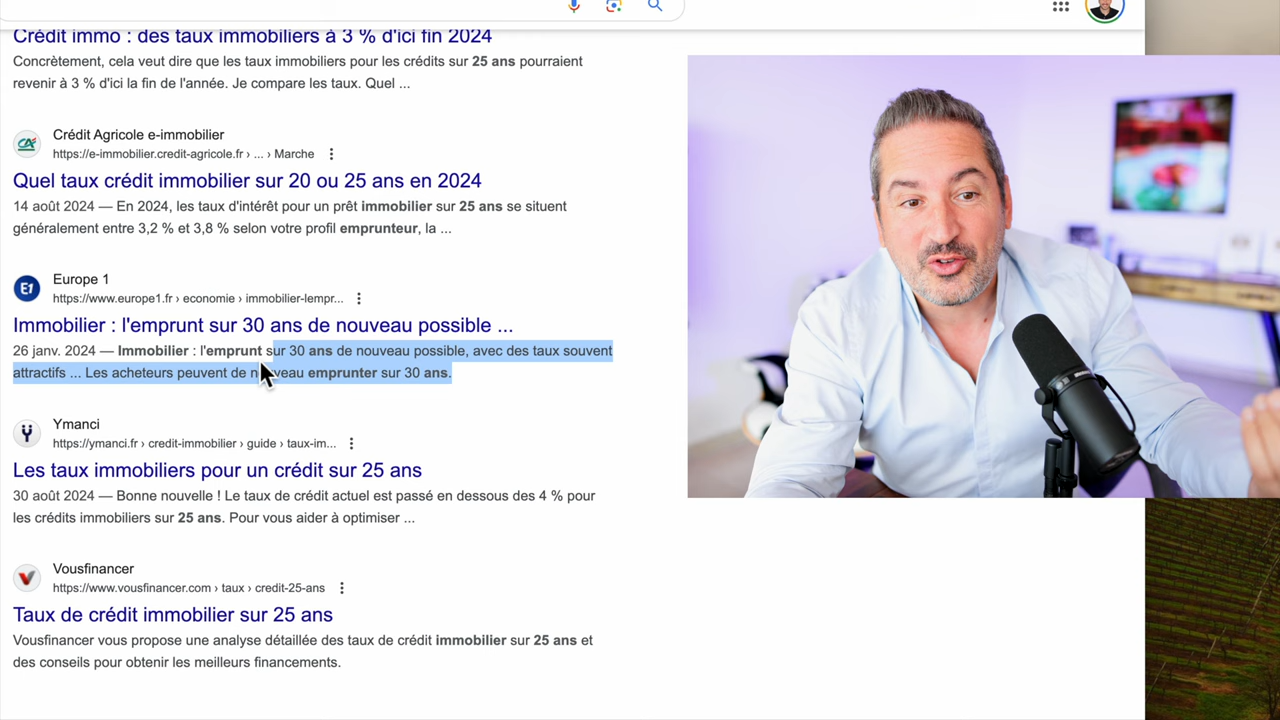 Crédit immo : des taux immobiliers à 3 % d'ici fin 2024
Concrètement, cela veut dire que les taux immobiliers pour les crédits sur 25 ans pourraient
revenir à 3 % d'ici la fin de l'année. Je compare les taux. Quel ...
Crédit Agricole e-immobilier
https://e-immobilier.credit-agricole.fr › ... › Marche
Quel taux crédit immobilier sur 20 ou 25 ans en 2024
14 août 2024 — En 2024, les taux d'intérêt pour un prêt immobilier sur 25 ans se situent
généralement entre 3,2 % et 3,8 % selon votre profil emprunteur, la ...
E1
Europe 1
https://www.europe1.fr › economie › immobilier-lempr...
Immobilier : l'emprunt sur 30 ans de nouveau possible ...
26 janv. 2024 — Immobilier : l'emprunt sur 30 ans de nouveau possible, avec des taux souvent
attractifs ... Les acheteurs peuvent de nouveau emprunter sur 30 ans.
Ymanci
https://ymanci.fr › credit-immobilier › guide › taux-im...
Les taux immobiliers pour un crédit sur 25 ans
30 août 2024 — Bonne nouvelle ! Le taux de crédit actuel est passé en dessous des 4 % pour
les crédits immobiliers sur 25 ans. Pour vous aider à optimiser ...
Vousfinancer
https://www.vousfinancer.com › taux › credit-25-ans
Taux de crédit immobilier sur 25 ans
Vousfinancer vous propose une analyse détaillée des taux de crédit immobilier sur 25 ans et
des conseils pour obtenir les meilleurs financements.